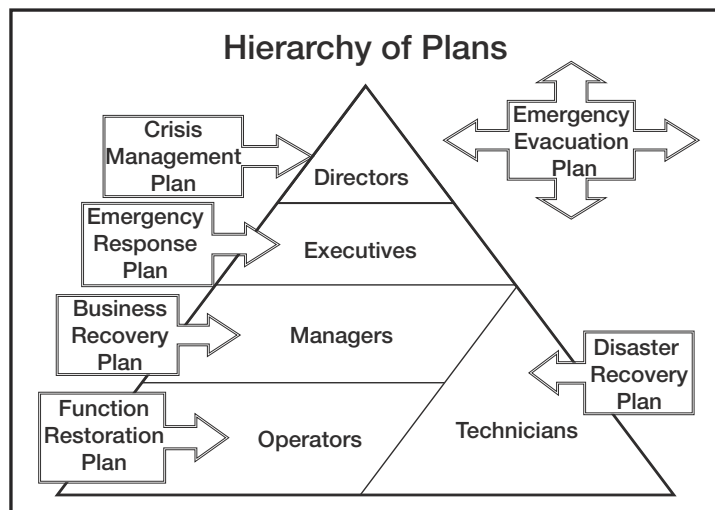 Hierarchy of Plans
Crisis
Management
Plan
Emergency
Evacuation
Plan
Directors
Emergency
Response
Plan
Executives
Business
Recovery
Plan
Managers
Disaster
Recovery
Plan
Function
Restoration
Plan
Operators
Technicians